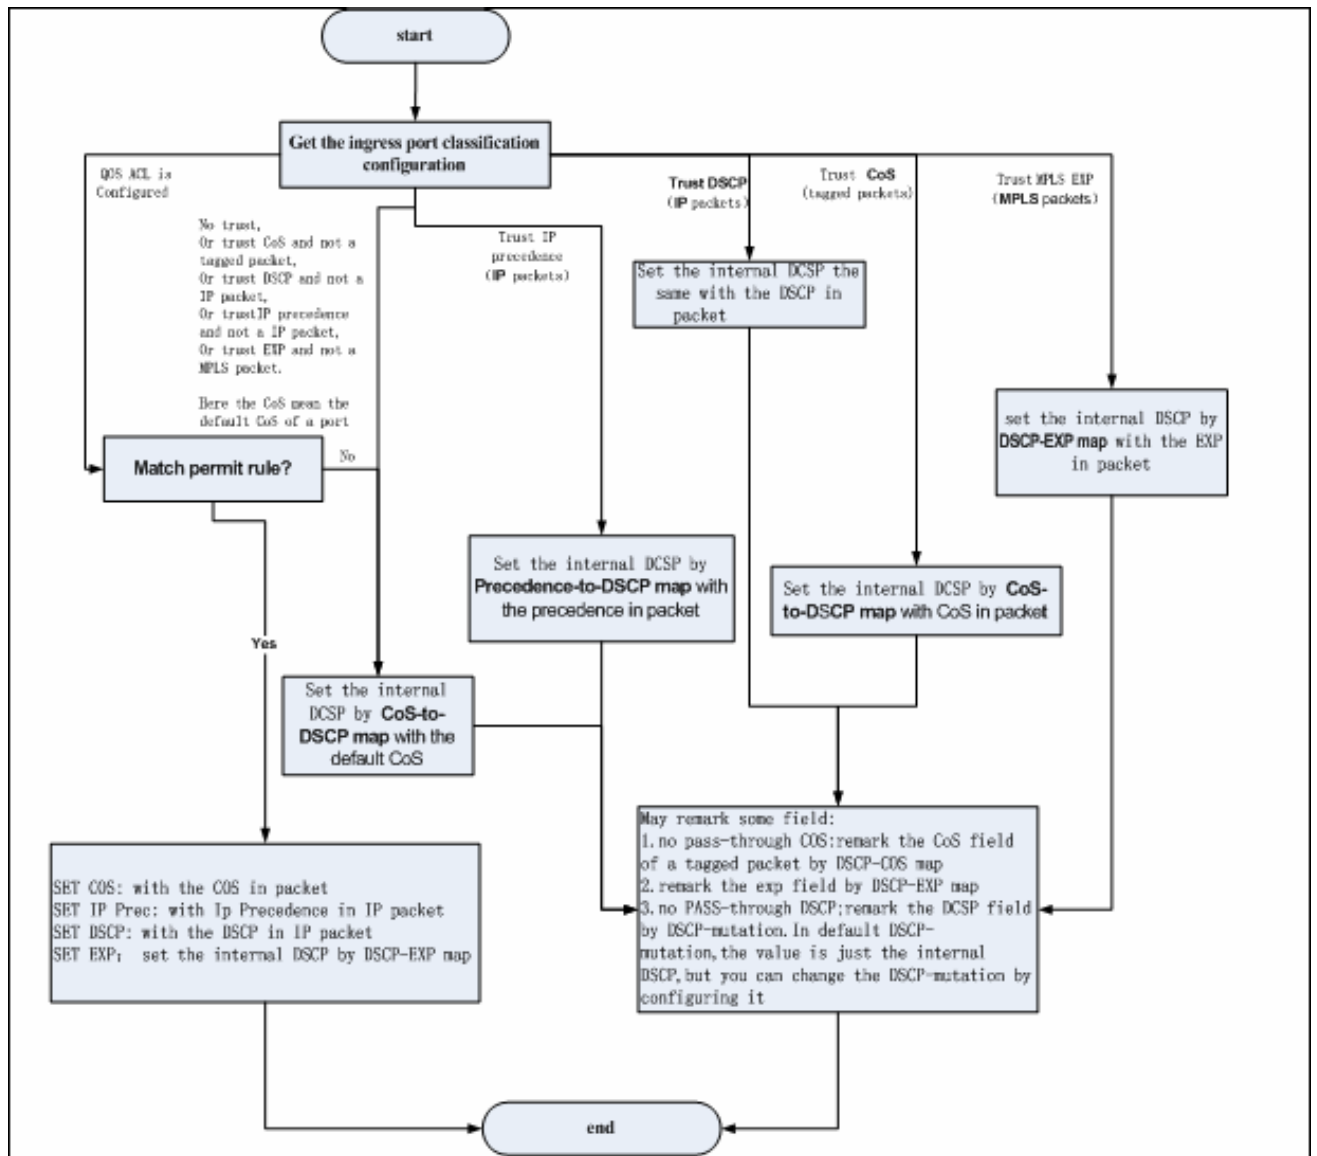 start
Get the ingress port classification
configuration
QOS ACL is
Configured
No trust,
Or trust CoS and not a
tagged packet,
Or trust DSCP and not a
IP packet,
Or trustIP precedence
and not a IP packet,
Or trust EXP and not a
MPLS packet.
Here the CoS mean the
default CoS of a port
Trust IP
precedence
(IP packets)
Trust DSCP
(IP packets)
Trust CoS
(tagged packets)
Trust MPLS EXP
(MPLS packets)
Set the internal DCSP the
same with the DSCP in
packet
set the internal DSCP by
DSCP-EXP map with the EXP
in packet
Match permit rule?
No
Yes
Set the internal DCSP by
Precedence-to-DSCP map with
the precedence in packet
Set the internal DCSP by CoS-
to-DSCP map with CoS in packet
Set the internal
DCSP by CoS-to-
DSCP map with the
default CoS
SET COS: with the COS in packet
SET IP Prec: with Ip Precedence in IP packet
SET DSCP: with the DSCP in IP packet
SET EXP: set the internal DSCP by DSCP-EXP map
May remark some field:
1.no pass-through COS:remark the CoS field
of a tagged packet by DSCP-COS map
2.remark the exp field by DSCP-EXP map
3.no PASS-through DSCP;remark the DCSP field
by DSCP-mutation.In default DSCP-
mutation,the value is just the internal
DSCP,but you can change the DSCP-mutation by
configuring it
end